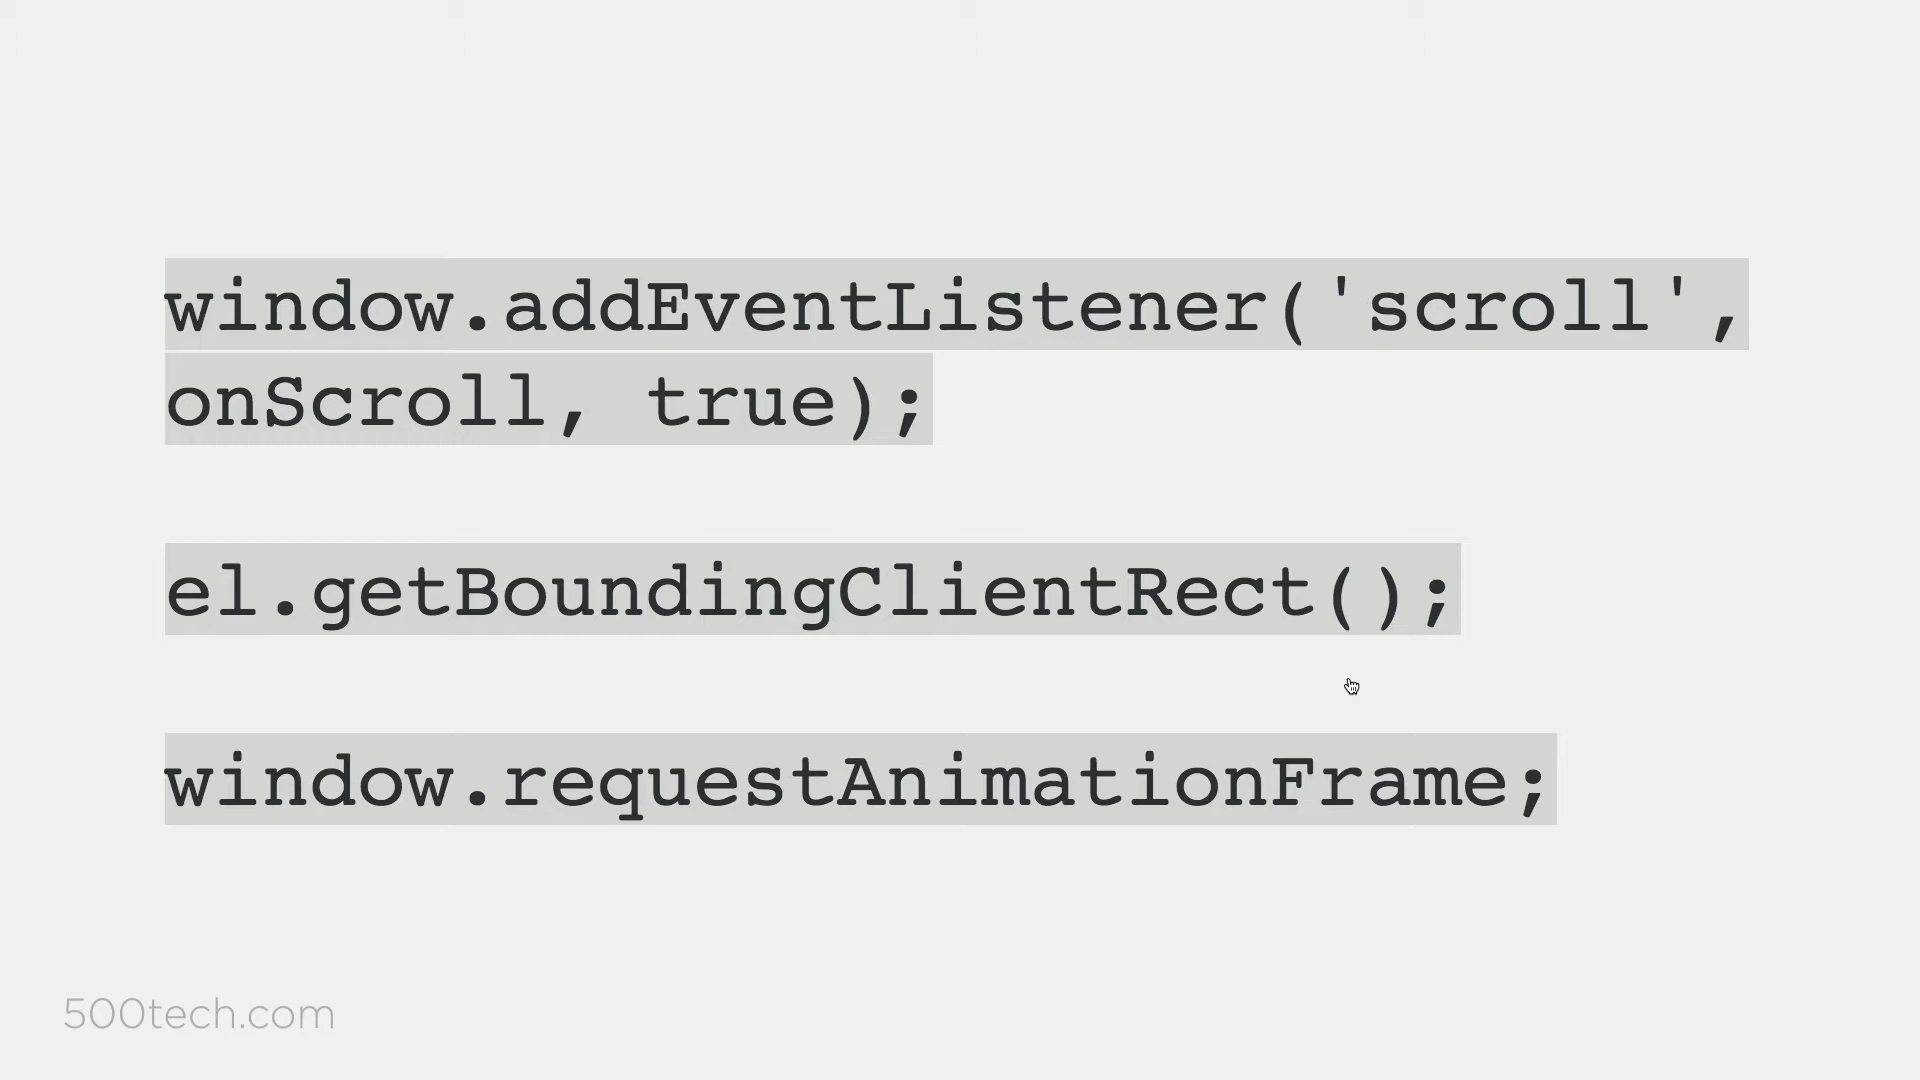 window.addEventListener('scroll',
onScroll, true);
el.getBoundingClientRect();
window.requestAnimationFrame;
500tech.com